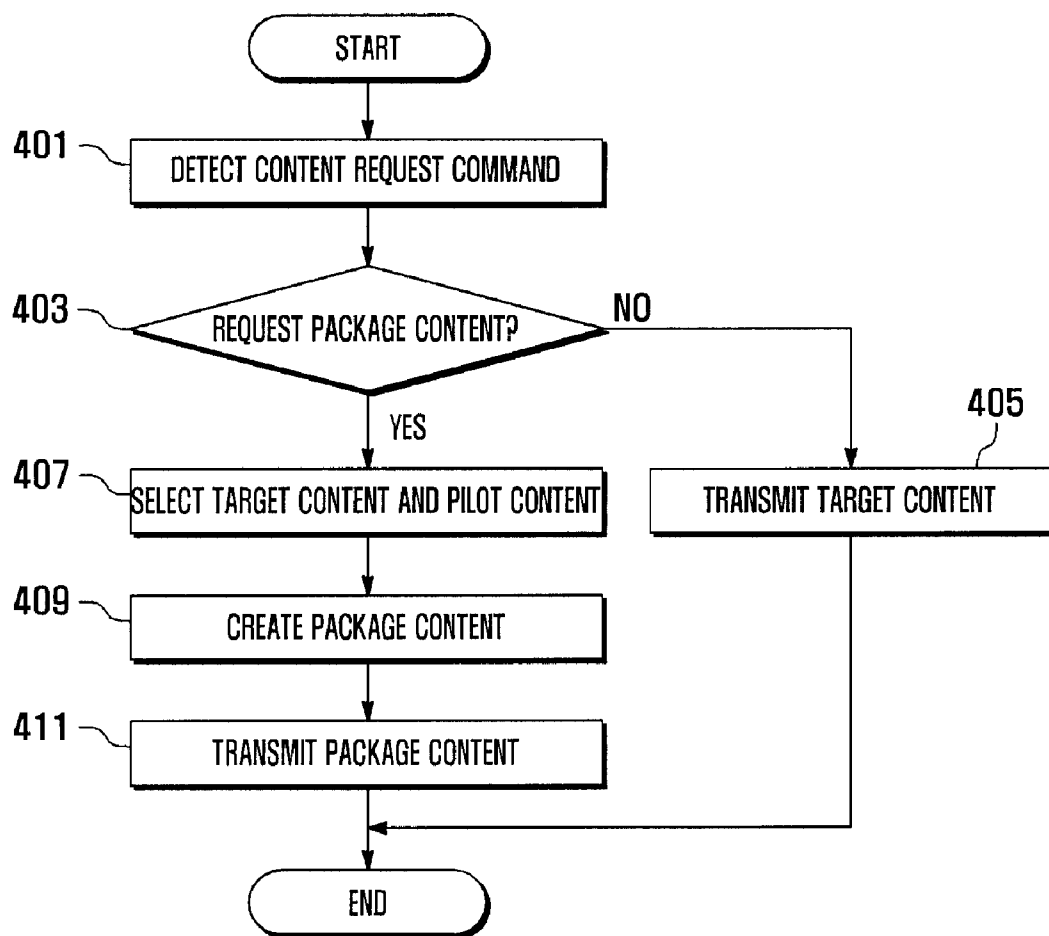 START
401
DETECT CONTENT REQUEST COMMAND
403
REQUEST PACKAGE CONTENT?
NO
YES
405
407
SELECT TARGET CONTENT AND PILOT CONTENT
TRANSMIT TARGET CONTENT
409
CREATE PACKAGE CONTENT
411
TRANSMIT PACKAGE CONTENT
END